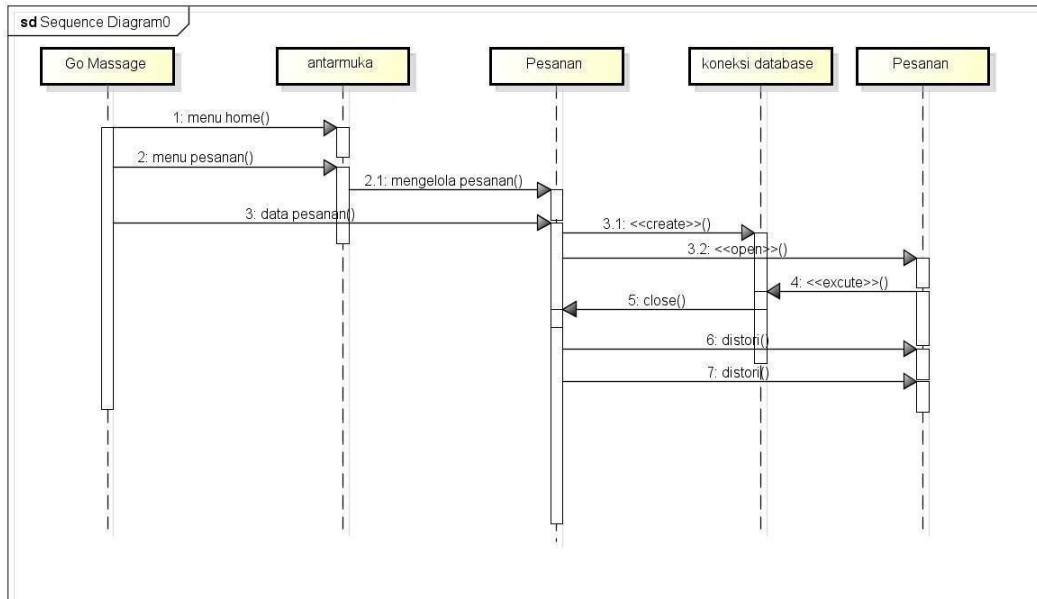 sd Sequence Diagram0
Go Massage
antarmuka
Pesanan
koneksi database
Pesanan
1: menu home()
2: menu pesanan()
2.1: mengelola pesanan()
3: data pesanan()
3.1: <<create>>()
3.2: <<open>>()
4: <<excute>>()
5: close()
6: distori()
7: distori()